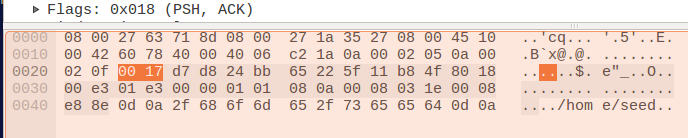 Flags: 0x018 (PSH, ACK)
0000 08 00 27 63 71 8d 08 00 27 1a 35 27 08 00 45 10 ..'cq... '.5'..E.
0010 00 42 60 78 40 00 40 06 c2 1a 0a 00 02 05 0a 00 .B`x@.@. ........
0020 02 0f 00 17 d7 d8 24 bb 65 22 5f 11 b8 4f 80 18 ......$. e"_..O..
0030 00 e3 01 e3 00 00 01 01 08 0a 00 08 03 1e 00 08 ........ ........
0040 e8 8e 0d 0a 2f 68 6f 6d 65 2f 73 65 65 64 0d 0a ..../hom e/seed..